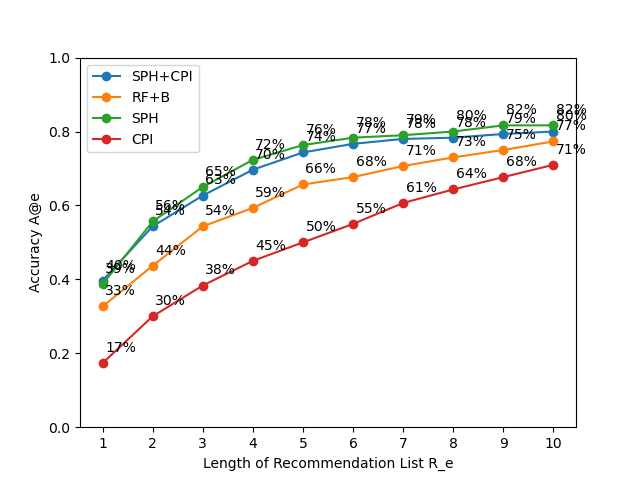 1.0
0.8
0.6
0.4
0.2
0.0
Accuracy A@e
SPH+CPI
RF+B
SPH
CPI
40% 54% 63% 70% 74% 77% 78% 78% 79% 80%
33% 44% 54% 59% 66% 68% 71% 73% 75% 77%
39% 56% 65% 72% 76% 78% 79% 80% 82% 82%
17% 30% 38% 45% 50% 55% 61% 64% 68% 71%
1 2 3 4 5 6 7 8 9 10
Length of Recommendation List R_e